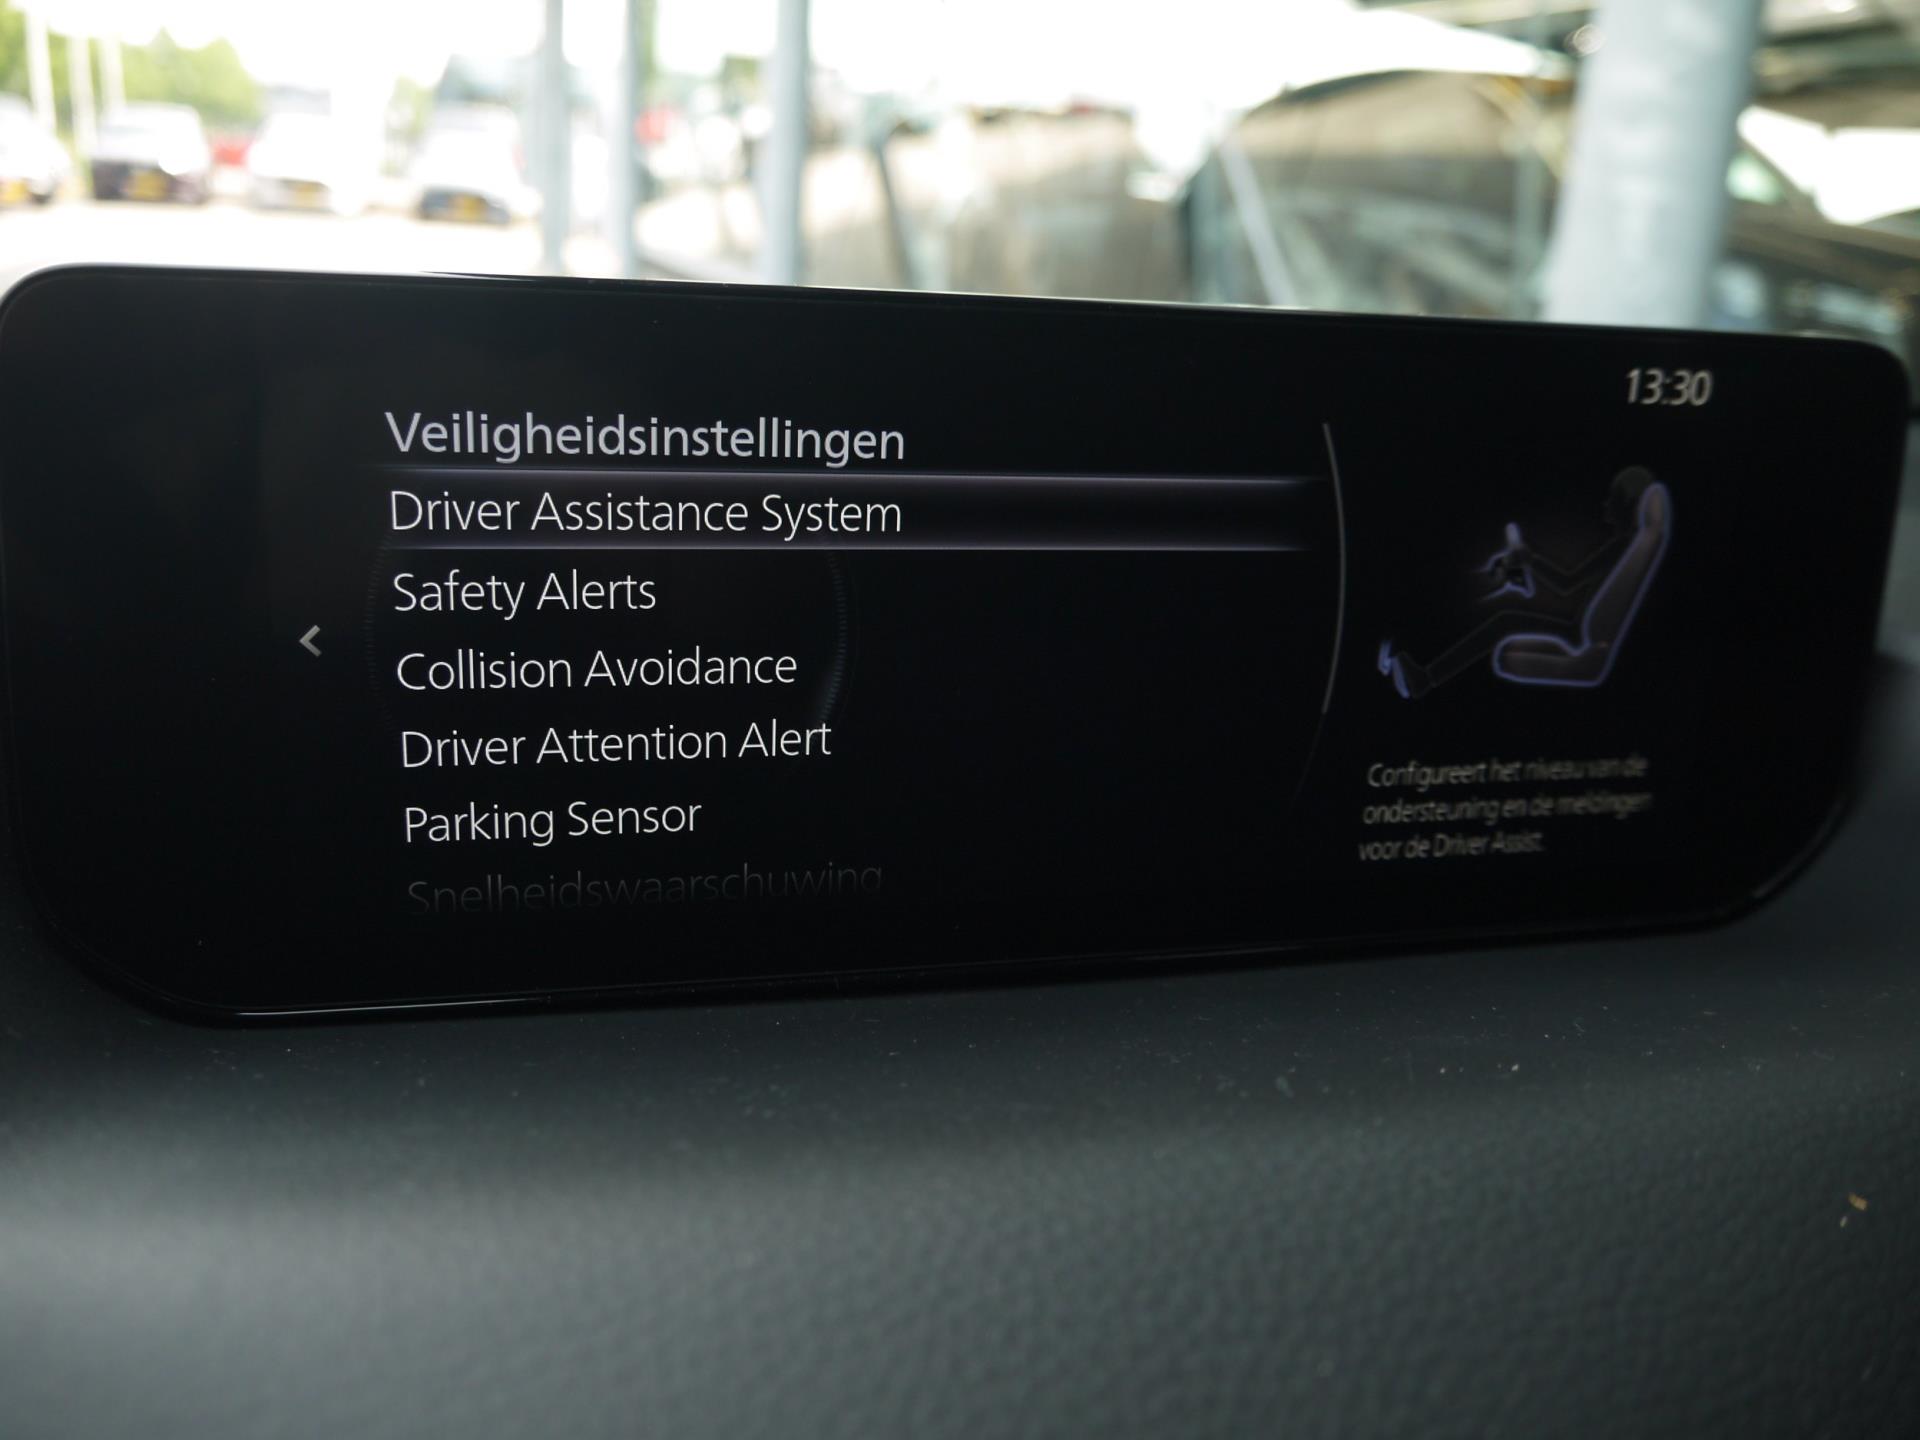 13:30
Veiligheidsinstellingen
Driver Assistance System
Safety Alerts
Collision Avoidance
Driver Attention Alert
Parking Sensor
Snelheidswaarschuwing
Configureert het niveau van de
ondersteuning en de meldingen
voor de Driver Assist.